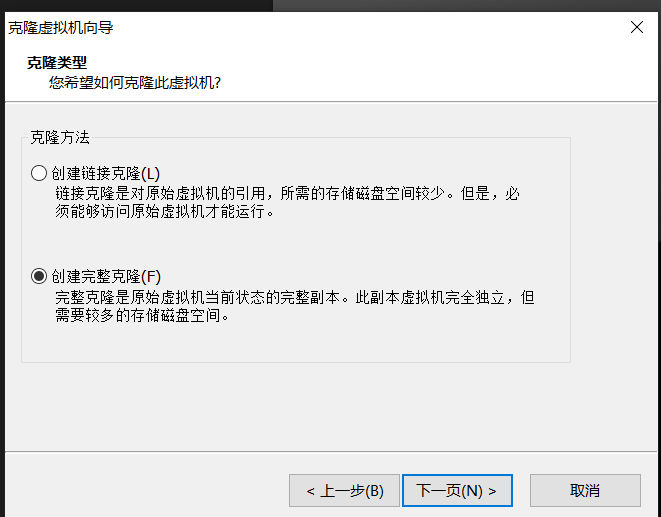 克隆虚拟机向导
克隆类型
您希望如何克隆此虚拟机?
克隆方法
创建链接克隆(L)
链接克隆是对原始虚拟机的引用，所需的存储磁盘空间较少。但是，必
须能够访问原始虚拟机才能运行。
创建完整克隆(F)
完整克隆是原始虚拟机当前状态的完整副本。此副本虚拟机完全独立，但
需要较多的存储磁盘空间。
< 上一步(B) 下一页(N) > 取消